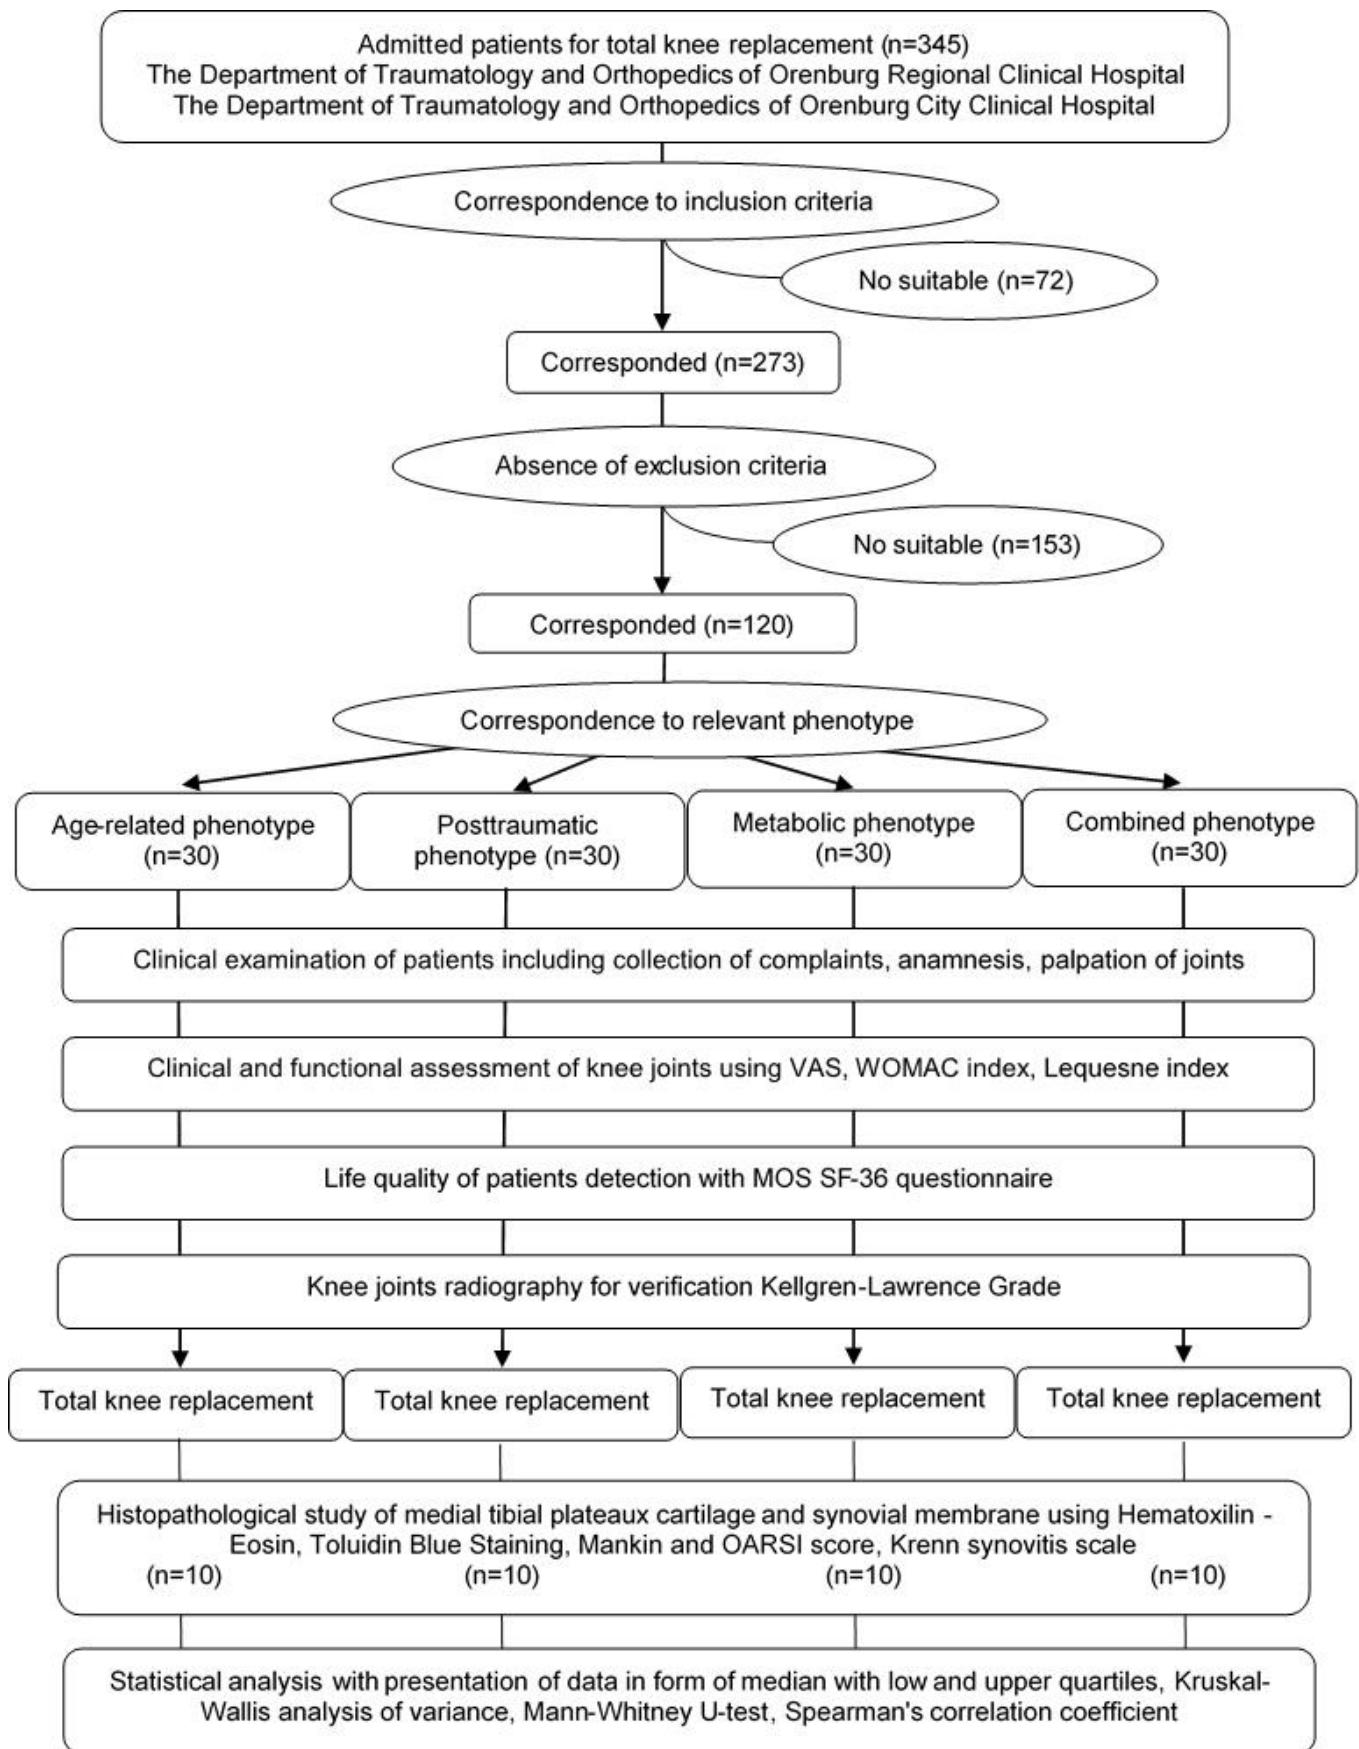 Admitted patients for total knee replacement (n=345)
The Department of Traumatology and Orthopedics of Orenburg Regional Clinical Hospital
The Department of Traumatology and Orthopedics of Orenburg City Clinical Hospital
Correspondence to inclusion criteria
No suitable (n=72)
Corresponded (n=273)
Absence of exclusion criteria
No suitable (n=153)
Corresponded (n=120)
Correspondence to relevant phenotype
Age-related phenotype
(n=30)
Posttraumatic
phenotype (n=30)
Metabolic phenotype
(n=30)
Combined phenotype
(n=30)
Clinical examination of patients including collection of complaints, anamnesis, palpation of joints
Clinical and functional assessment of knee joints using VAS, WOMAC index, Lequesne index
Life quality of patients detection with MOS SF-36 questionnaire
Knee joints radiography for verification Kellgren-Lawrence Grade
Total knee replacement
Total knee replacement
Total knee replacement
Total knee replacement
Histopathological study of medial tibial plateaux cartilage and synovial membrane using Hematoxilin -
Eosin, Toluidin Blue Staining, Mankin and OARSI score, Krenn synovitis scale
(n=10) (n=10) (n=10) (n=10)
Statistical analysis with presentation of data in form of median with low and upper quartiles, Kruskal-
Wallis analysis of variance, Mann-Whitney U-test, Spearman's correlation coefficient